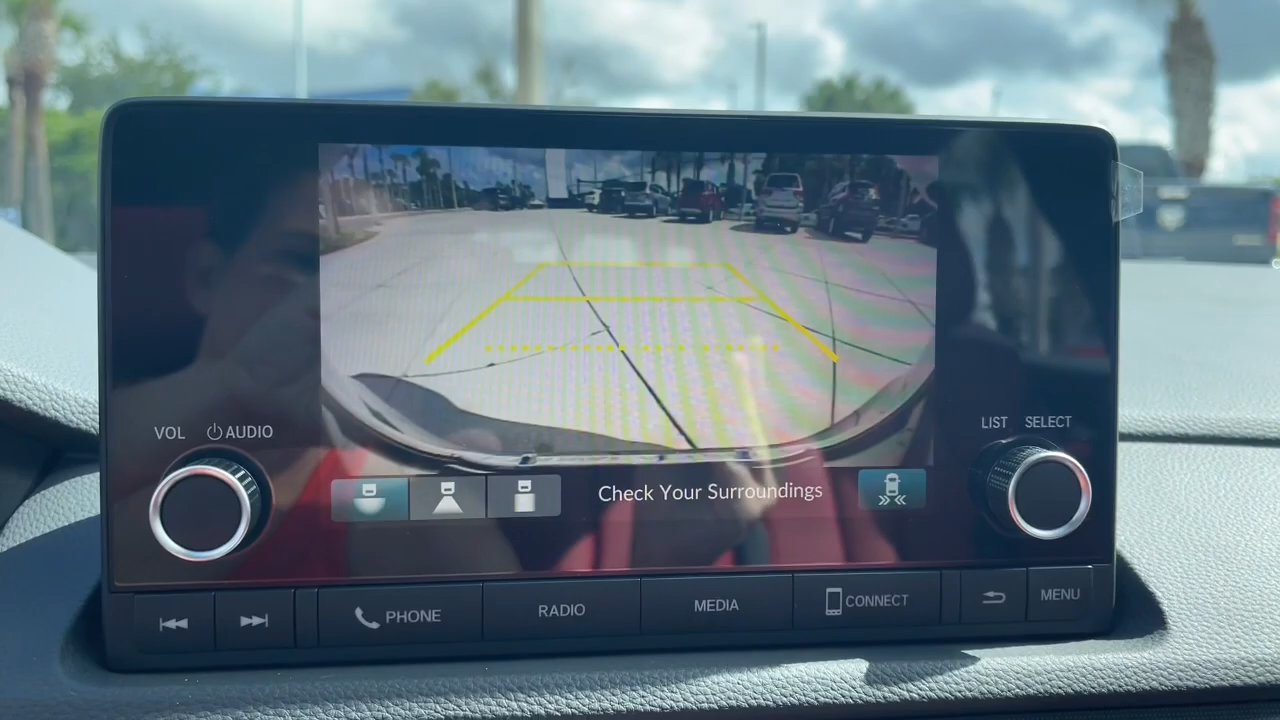 VOL AUDIO
LIST SELECT
Check Your Surroundings
PHONE
RADIO
MEDIA
CONNECT
MENU